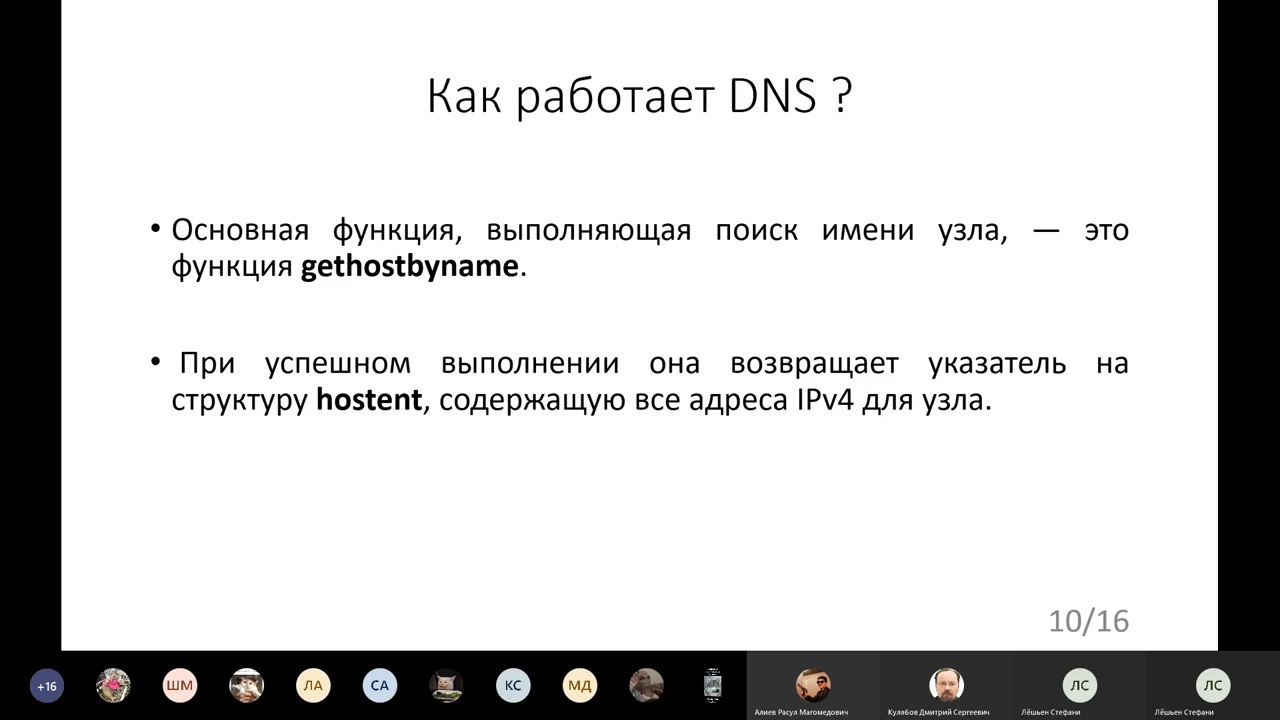 Как работает DNS ?
• Основная функция, выполняющая поиск имени узла, — это
функция gethostbyname.
• При успешном выполнении она возвращает указатель на
структуру hostent, содержащую все адреса IPv4 для узла.
10/16
+16
ШМ
ЛА
СА
КС
МД
ЛС
ЛС
Алиев Расул Магомедович
Кулябов Дмитрий Сергеевич
Лёшьен Стефани
Лёшьен Стефани